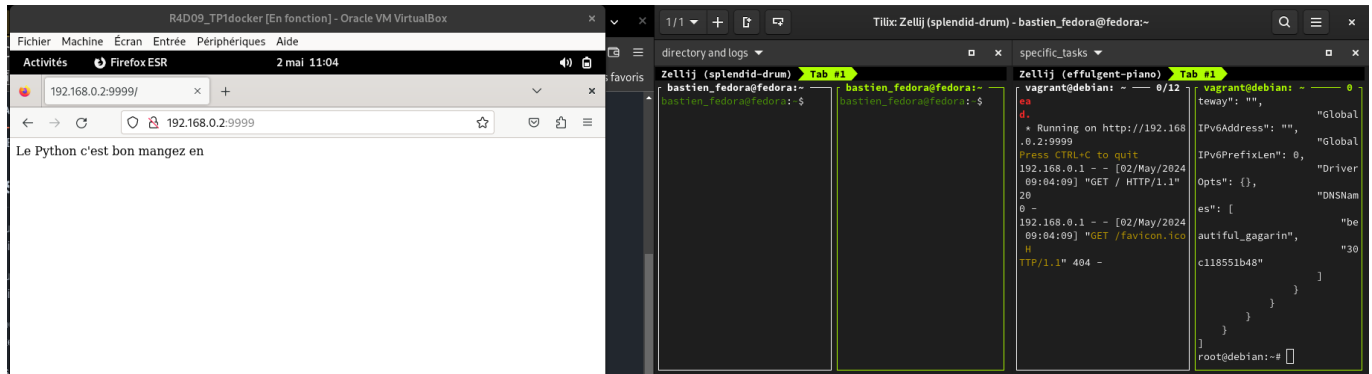 R4D09_TP1docker [En fonction] - Oracle VM VirtualBox
Fichier Machine Écran Entrée Périphériques Aide
Activités Firefox ESR 2 mai 11:04
192.168.0.2:9999/
192.168.0.2:9999
Le Python c'est bon mangez en
s favoris
1/1
Tilix: Zellij (splendid-drum) - bastien_fedora@fedora:~
directory and logs
Zellij (splendid-drum) Tab #1
bastien_fedora@fedora:~
bastien_fedora@fedora:~$
bastien_fedora@fedora:~
bastien_fedora@fedora:~$
specific_tasks
Zellij (effulgent-piano) Tab #1
vagrant@debian: ~ 0/12
ea
d.
* Running on http://192.168
.0.2:9999
Press CTRL+C to quit
192.168.0.1 - - [02/May/2024
09:04:09] "GET / HTTP/1.1"
20
0 -
192.168.0.1 - - [02/May/2024
09:04:09] "GET /favicon.ico
H
TTP/1.1" 404 -
vagrant@debian: ~ 0
teway": "",
"Global
IPv6Address": "",
"Global
IPv6PrefixLen": 0,
"Driver
Opts": {},
"DNSNam
es": [
"be
autiful_gagarin",
"30
c118551b48"
]
}
}
}
}
]
root@debian:~#